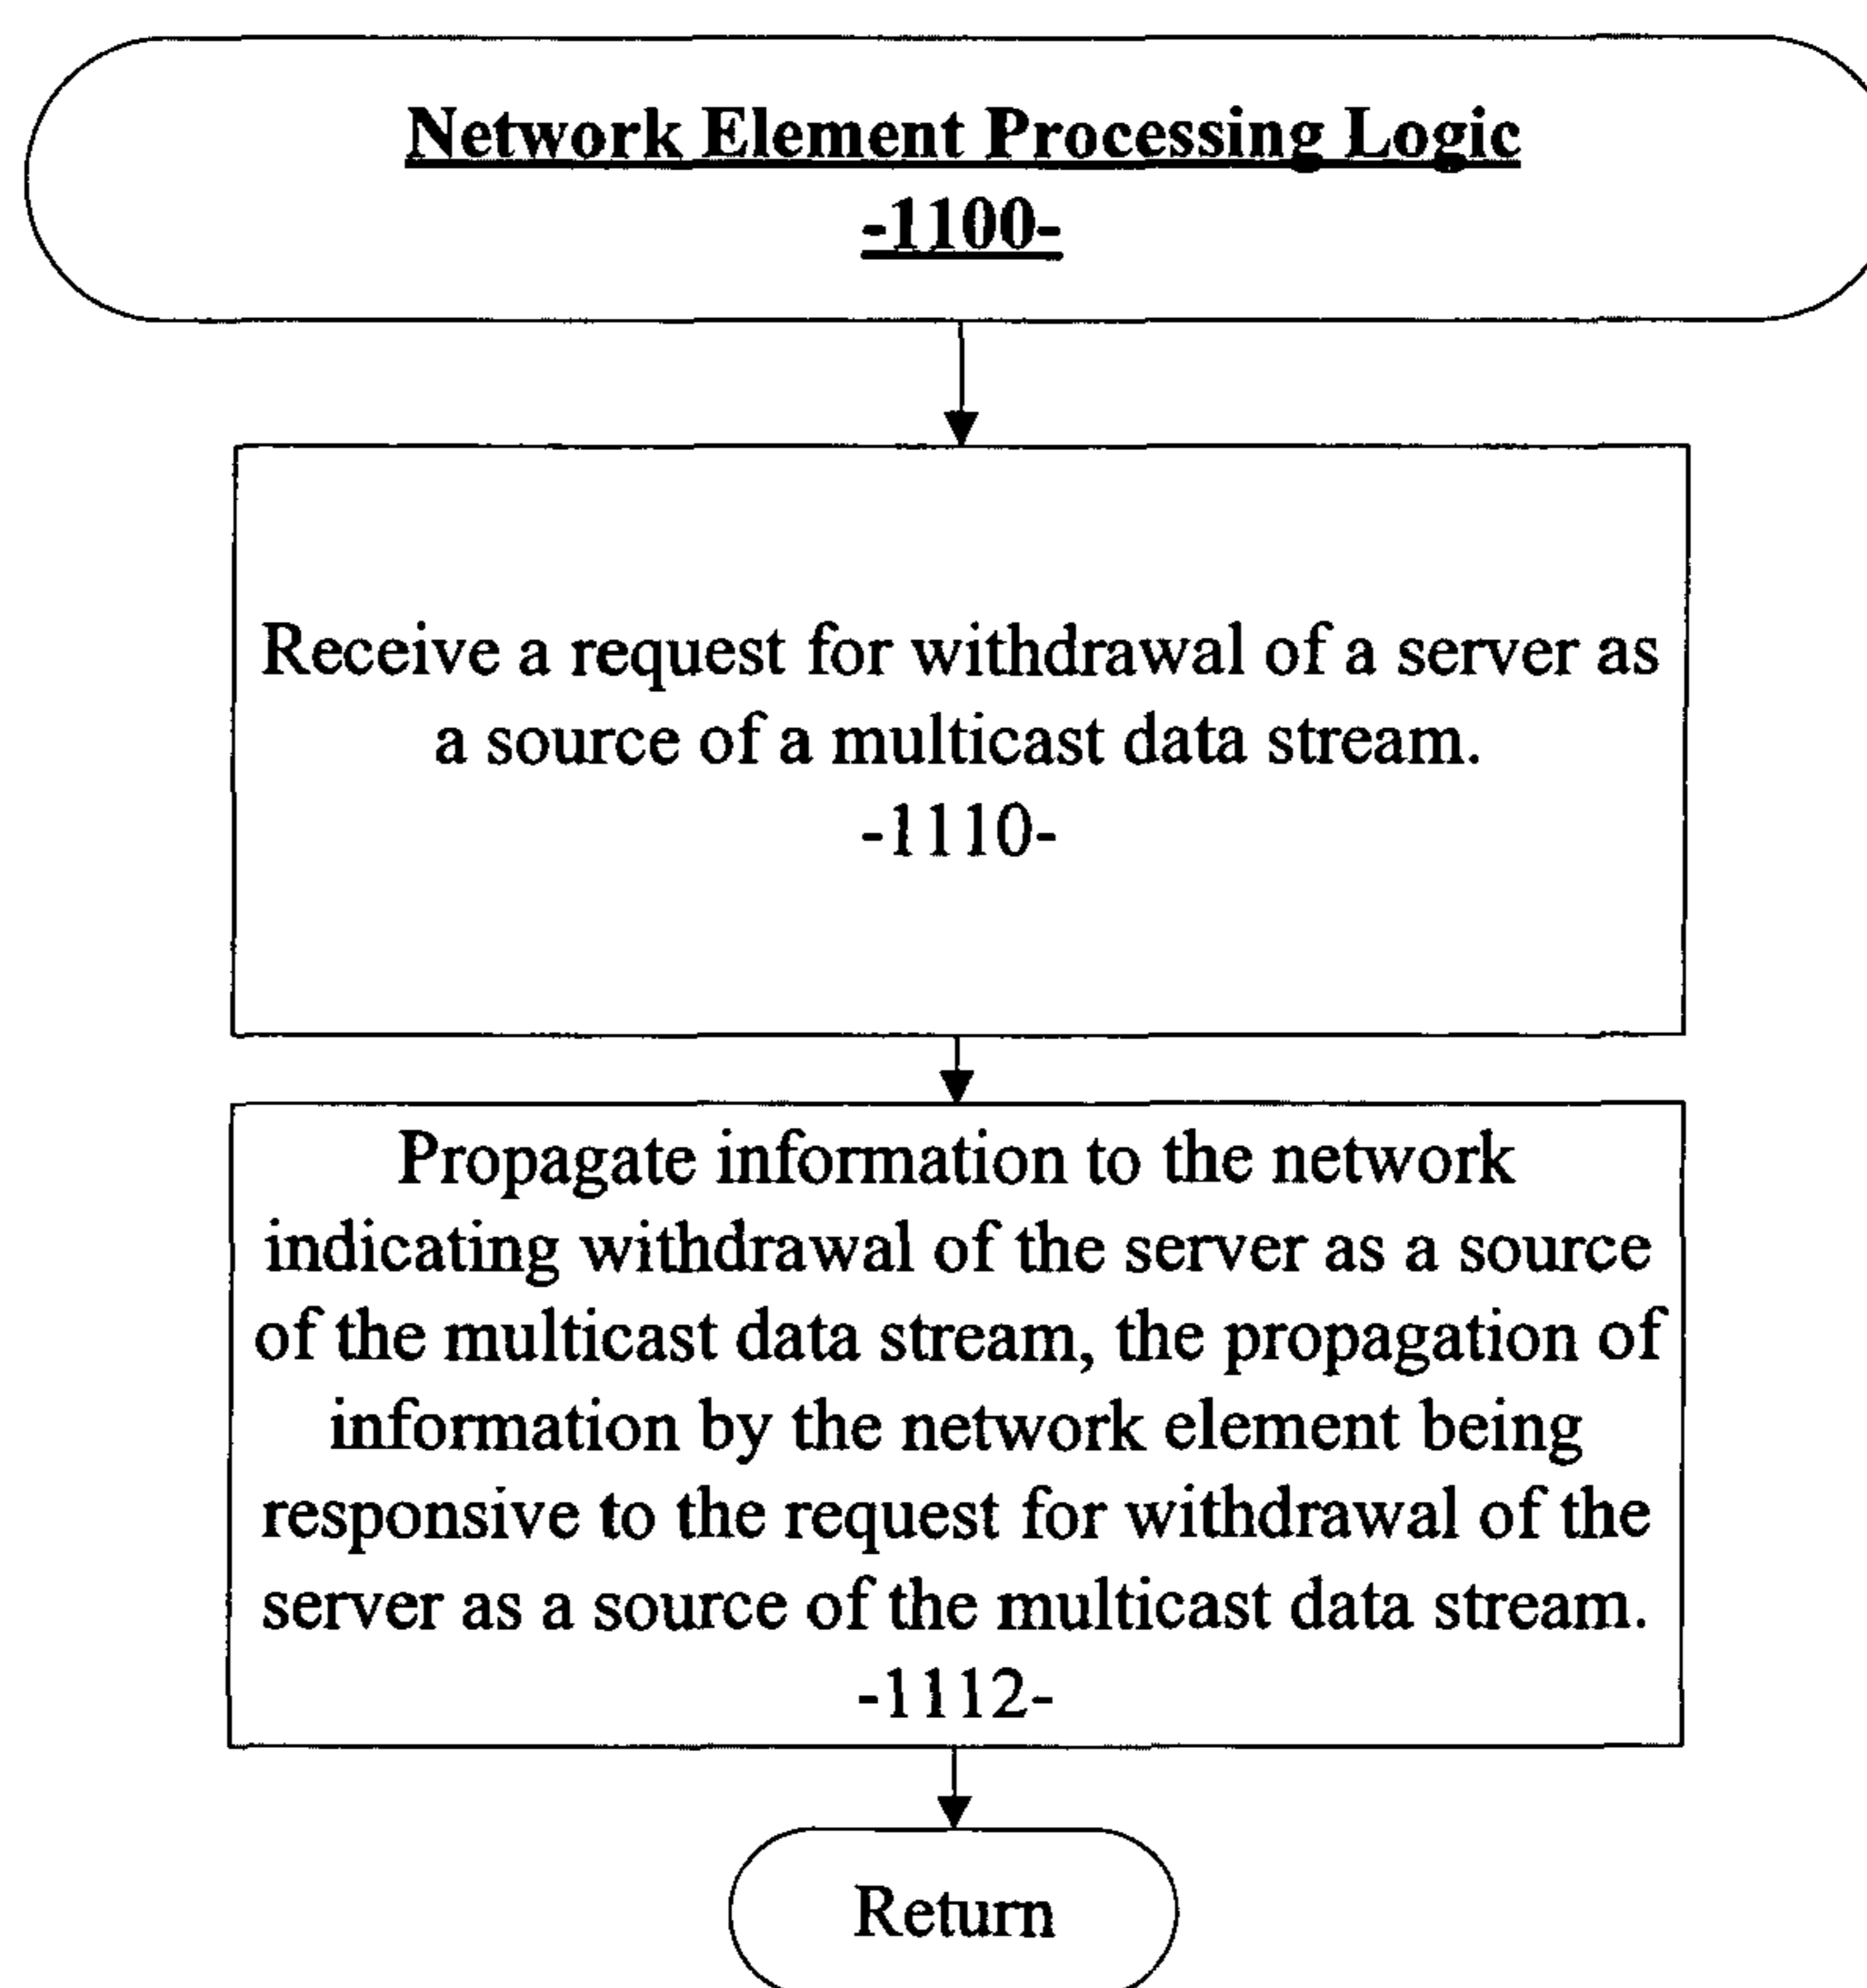 Network Element Processing Logic
-1100-
Receive a request for withdrawal of a server as
a source of a multicast data stream.
-1110-
Propagate information to the network
indicating withdrawal of the server as a source
of the multicast data stream, the propagation of
information by the network element being
responsive to the request for withdrawal of the
server as a source of the multicast data stream.
-1112-
Return